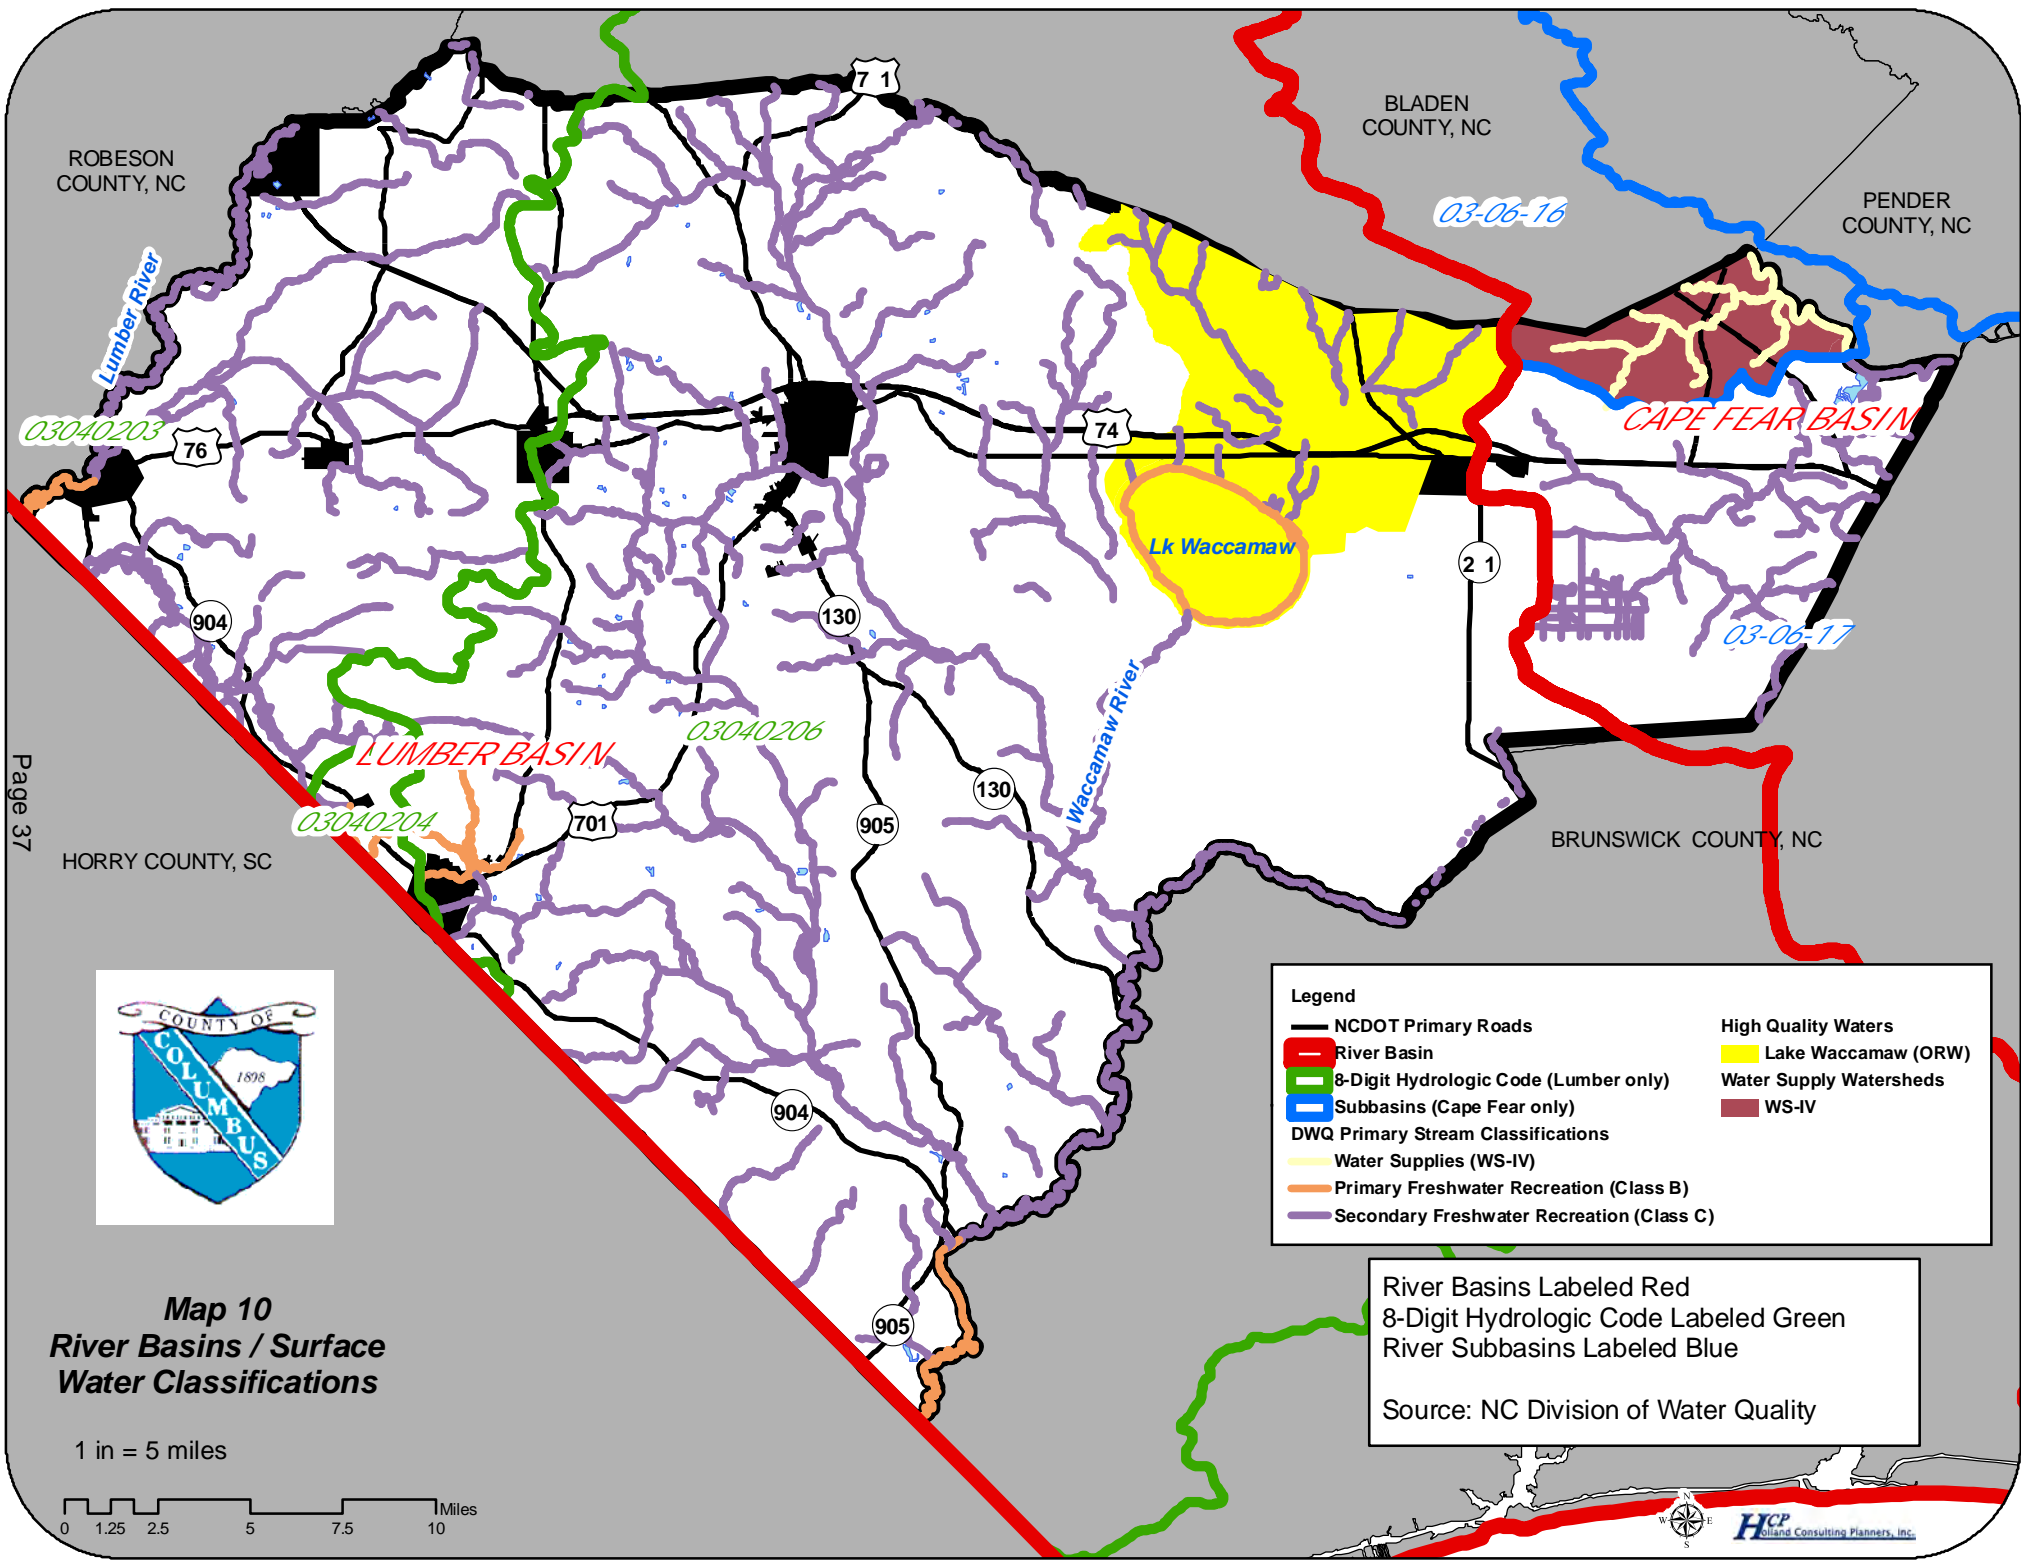 7 1
BLADEN
COUNTY, NC
ROBESON
COUNTY, NC
PENDER
COUNTY, NC
03-06-16
Lumber River
CAPE FEAR BASIN
03040203
76
74
Lk Waccamaw
2 1
904
130
03-06-17
Waccamaw River
03040206
LUMBER BASIN
130
03040204
701
905
Page 37
HORRY COUNTY, SC
BRUNSWICK COUNTY, NC
904
905
COUNTY OF
COLUMBUS
1898
Legend
NCDOT Primary Roads
River Basin
8-Digit Hydrologic Code (Lumber only)
Subbasins (Cape Fear only)
DWQ Primary Stream Classifications
Water Supplies (WS-IV)
Primary Freshwater Recreation (Class B)
Secondary Freshwater Recreation (Class C)
High Quality Waters
Lake Waccamaw (ORW)
Water Supply Watersheds
WS-IV
River Basins Labeled Red
8-Digit Hydrologic Code Labeled Green
River Subbasins Labeled Blue
Source: NC Division of Water Quality
Map 10
River Basins / Surface
Water Classifications
1 in = 5 miles
Miles
0 1.25 2.5 5 7.5 10
N
W E
S
HCP
Holland Consulting Planners, Inc.